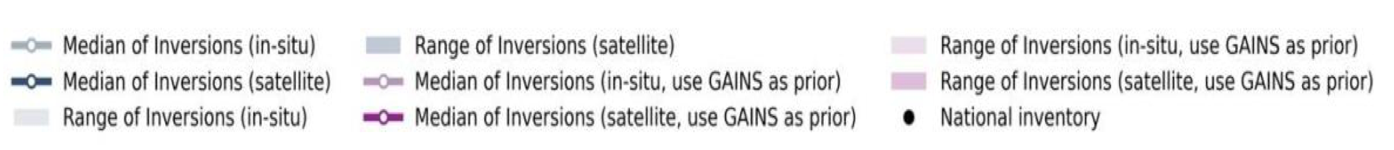 Median of Inversions (in-situ)
Median of Inversions (satellite)
Range of Inversions (in-situ)
Range of Inversions (satellite)
Median of Inversions (in-situ, use GAINS as prior)
Median of Inversions (satellite, use GAINS as prior)
Range of Inversions (in-situ, use GAINS as prior)
Range of Inversions (satellite, use GAINS as prior)
National inventory